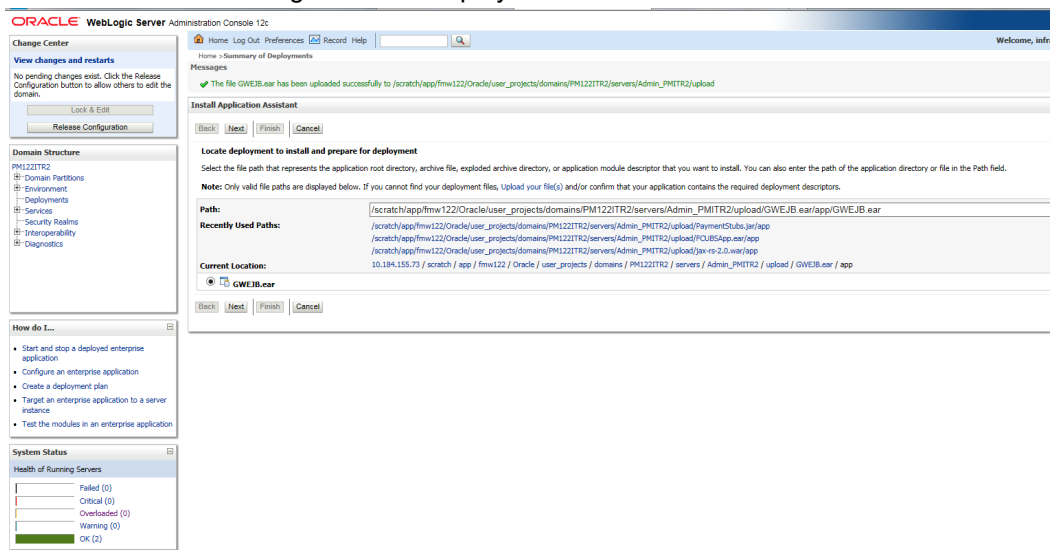 ORACLE WebLogic Server Administration Console 12c
Change Center
View changes and restarts
No pending changes exist. Click the Release
Configuration button to allow others to edit the
domain.
Lock & Edit
Release Configuration
Domain Structure
PM122ITR2
Domain Partitions
Environment
Deployments
Services
Security Realms
Interoperability
Diagnostics
How do I...
Start and stop a deployed enterprise
application
Configure an enterprise application
Create a deployment plan
Target an enterprise application to a server
instance
Test the modules in an enterprise application
System Status
Health of Running Servers
Failed (0)
Critical (0)
Overloaded (0)
Warning (0)
OK (2)
Home Log Out Preferences Record Help
Welcome, infra
Home >Summary of Deployments
Messages
The file GWEJB.ear has been uploaded successfully to /scratch/app/fmw122/Oracle/user_projects/domains/PM122ITR2/servers/Admin_PMITR2/upload
Install Application Assistant
Back Next Finish Cancel
Locate deployment to install and prepare for deployment
Select the file path that represents the application root directory, archive file, exploded archive directory, or application module descriptor that you want to install. You can also enter the path of the application directory or file in the Path field.
Note: Only valid file paths are displayed below. If you cannot find your deployment files, Upload your file(s) and/or confirm that your application contains the required deployment descriptors.
Path: /scratch/app/fmw122/Oracle/user_projects/domains/PM122ITR2/servers/Admin_PMITR2/upload/GWEJB.ear/app/GWEJB.ear
Recently Used Paths: /scratch/app/fmw122/Oracle/user_projects/domains/PM122ITR2/servers/Admin_PMITR2/upload/PaymentStubs.jar/app
/scratch/app/fmw122/Oracle/user_projects/domains/PM122ITR2/servers/Admin_PMITR2/upload/FCUBSApp.ear/app
/scratch/app/fmw122/Oracle/user_projects/domains/PM122ITR2/servers/Admin_PMITR2/upload/jax-rs-2.0.war/app
Current Location: 10.184.155.73 / scratch / app / fmw122 / Oracle / user_projects / domains / PM122ITR2 / servers / Admin_PMITR2 / upload / GWEJB.ear / app
GWEJB.ear
Back Next Finish Cancel